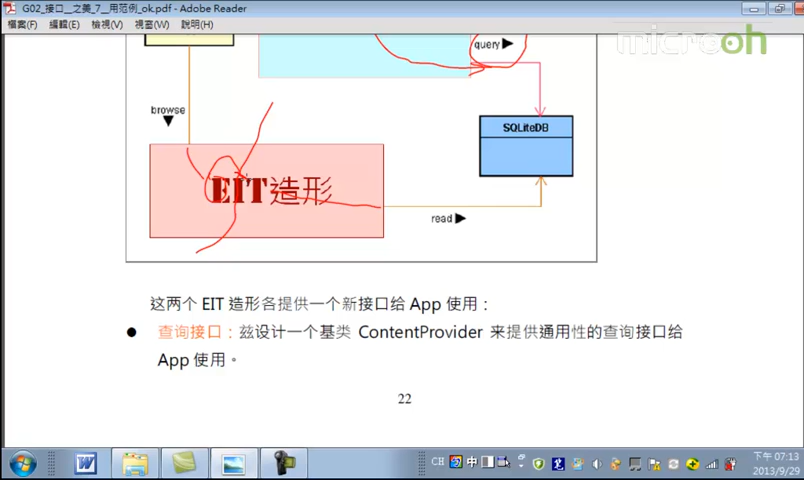 G02_接口__之美_7__用范例_ok.pdf - Adobe Reader
檔案(F) 編輯(E) 檢視(V) 視窗(W) 說明(H)
microoh
query
browse
SQLiteDB
EIT造形
read
这两个 EIT 造形各提供一个新接口给 App 使用：
● 查询接口：兹设计一个基类 ContentProvider 来提供通用性的查询接口给
App 使用。
22
CH 中 下午 07:13
2013/9/29